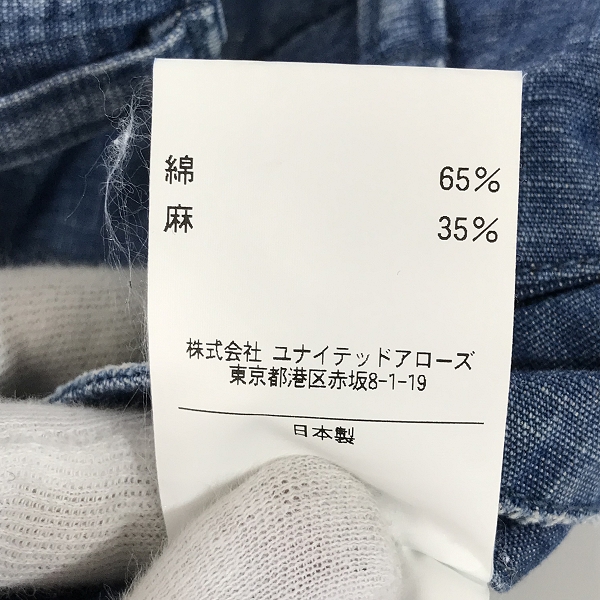 綿 65%
麻 35%
株式会社 ユナイテッドアローズ
東京都港区赤坂8-1-19
日本製